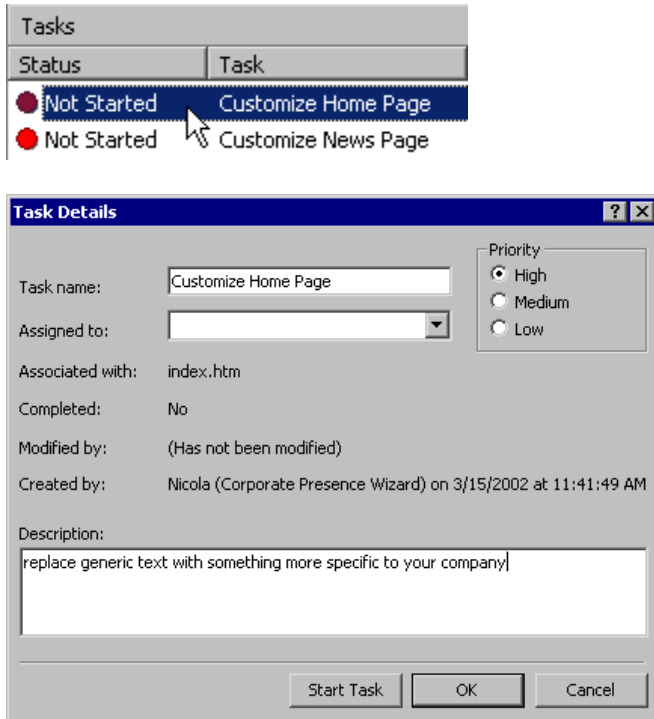 Tasks
Status Task
Not Started Customize Home Page
Not Started Customize News Page
Task Details ? X
Priority
Task name: Customize Home Page High
Medium
Assigned to: Low
Associated with: index.htm
Completed: No
Modified by: (Has not been modified)
Created by: Nicola (Corporate Presence Wizard) on 3/15/2002 at 11:41:49 AM
Description:
replace generic text with something more specific to your company
Start Task OK Cancel